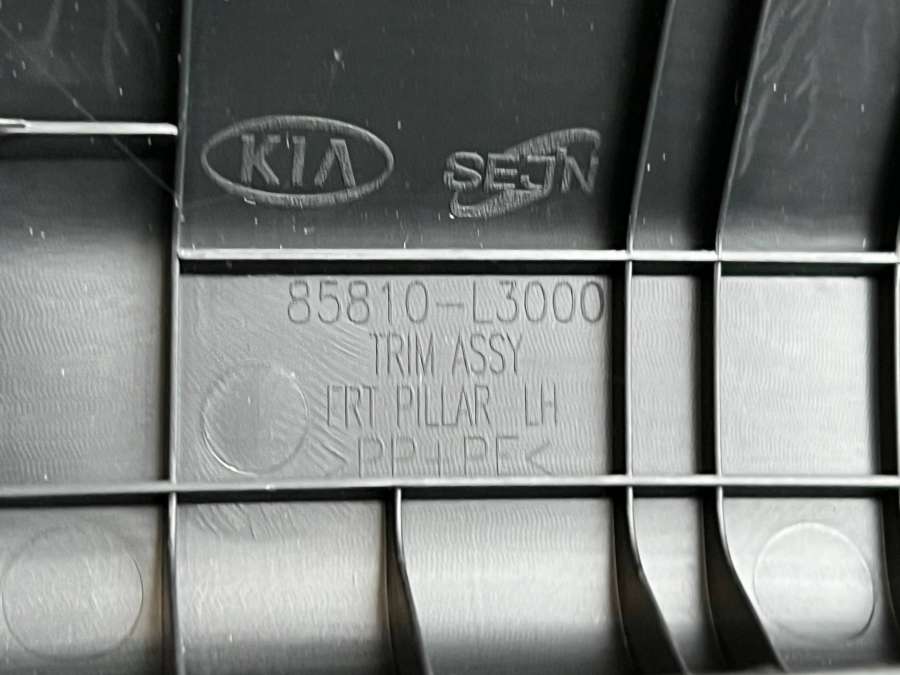 KIA SEJN
85810-L3000
TRIM ASSY
FRT PILLAR LH
>PP+PE<